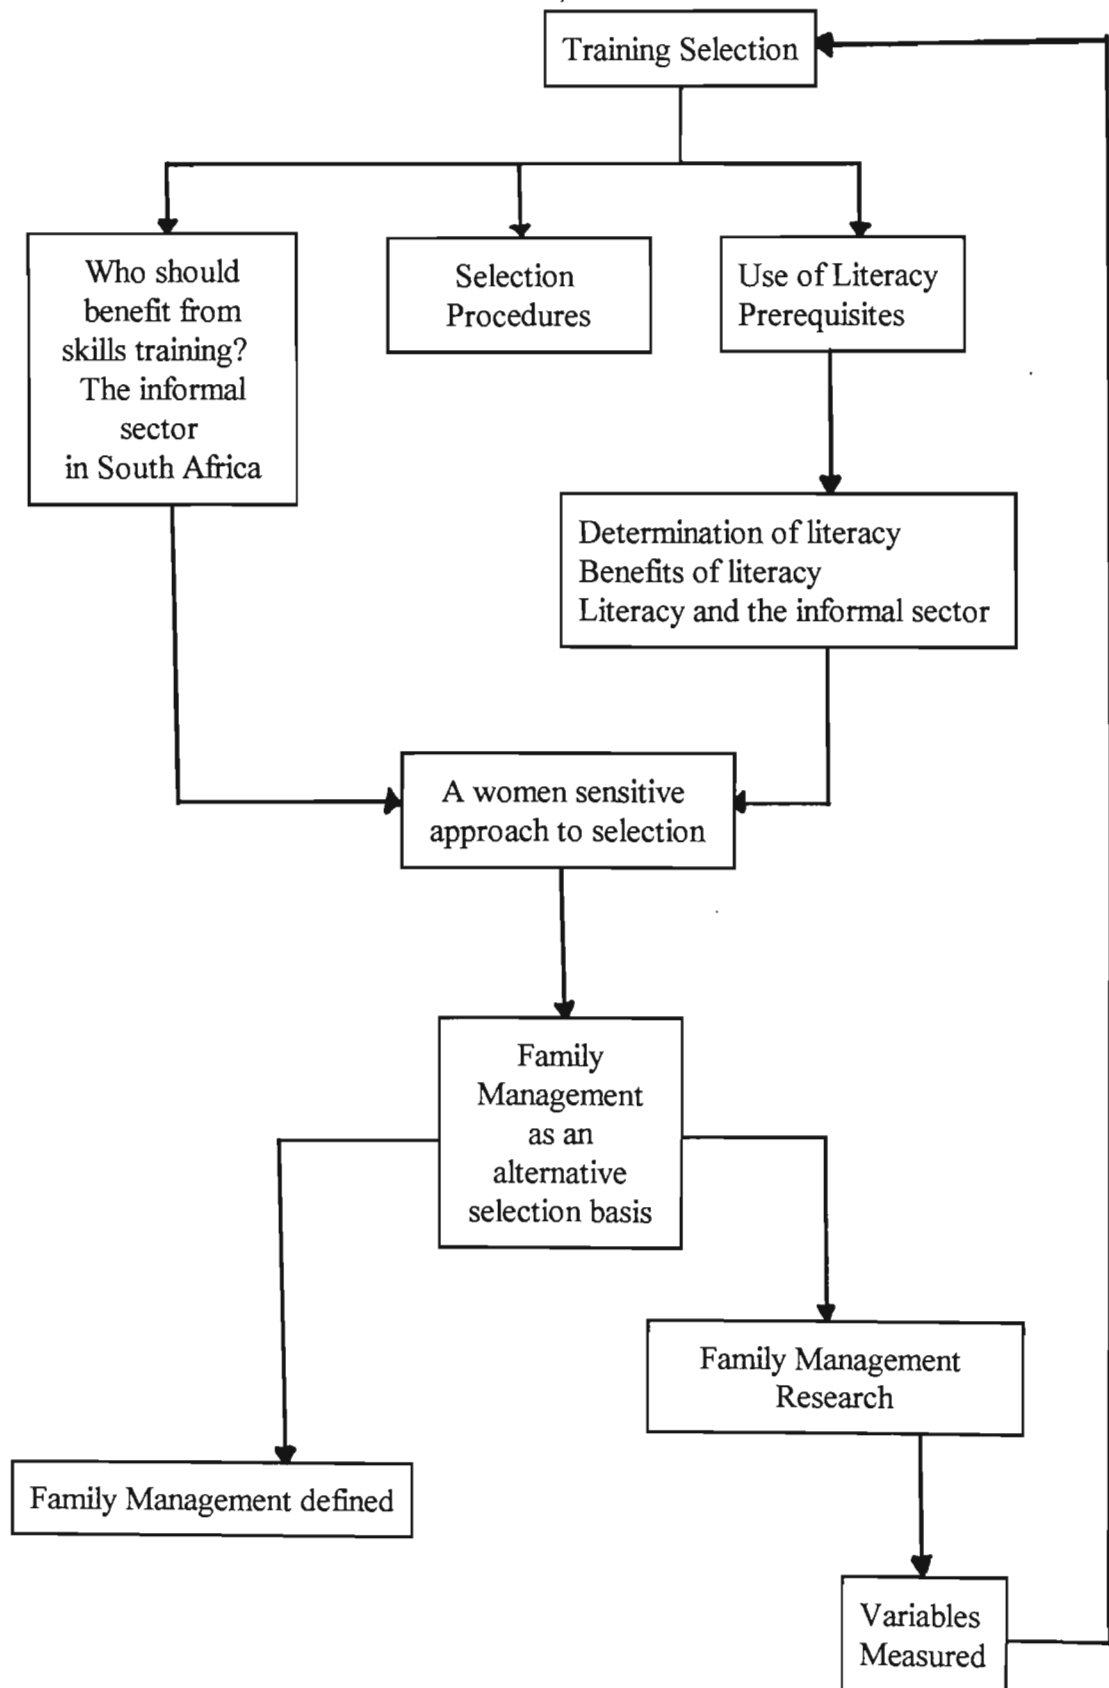 Training Selection
Who should
benefit from
skills training?
The informal
sector
in South Africa
Selection
Procedures
Use of Literacy
Prerequisites
Determination of literacy
Benefits of literacy
Literacy and the informal sector
A women sensitive
approach to selection
Family
Management
as an
alternative
selection basis
Family Management
Research
Family Management defined
Variables
Measured